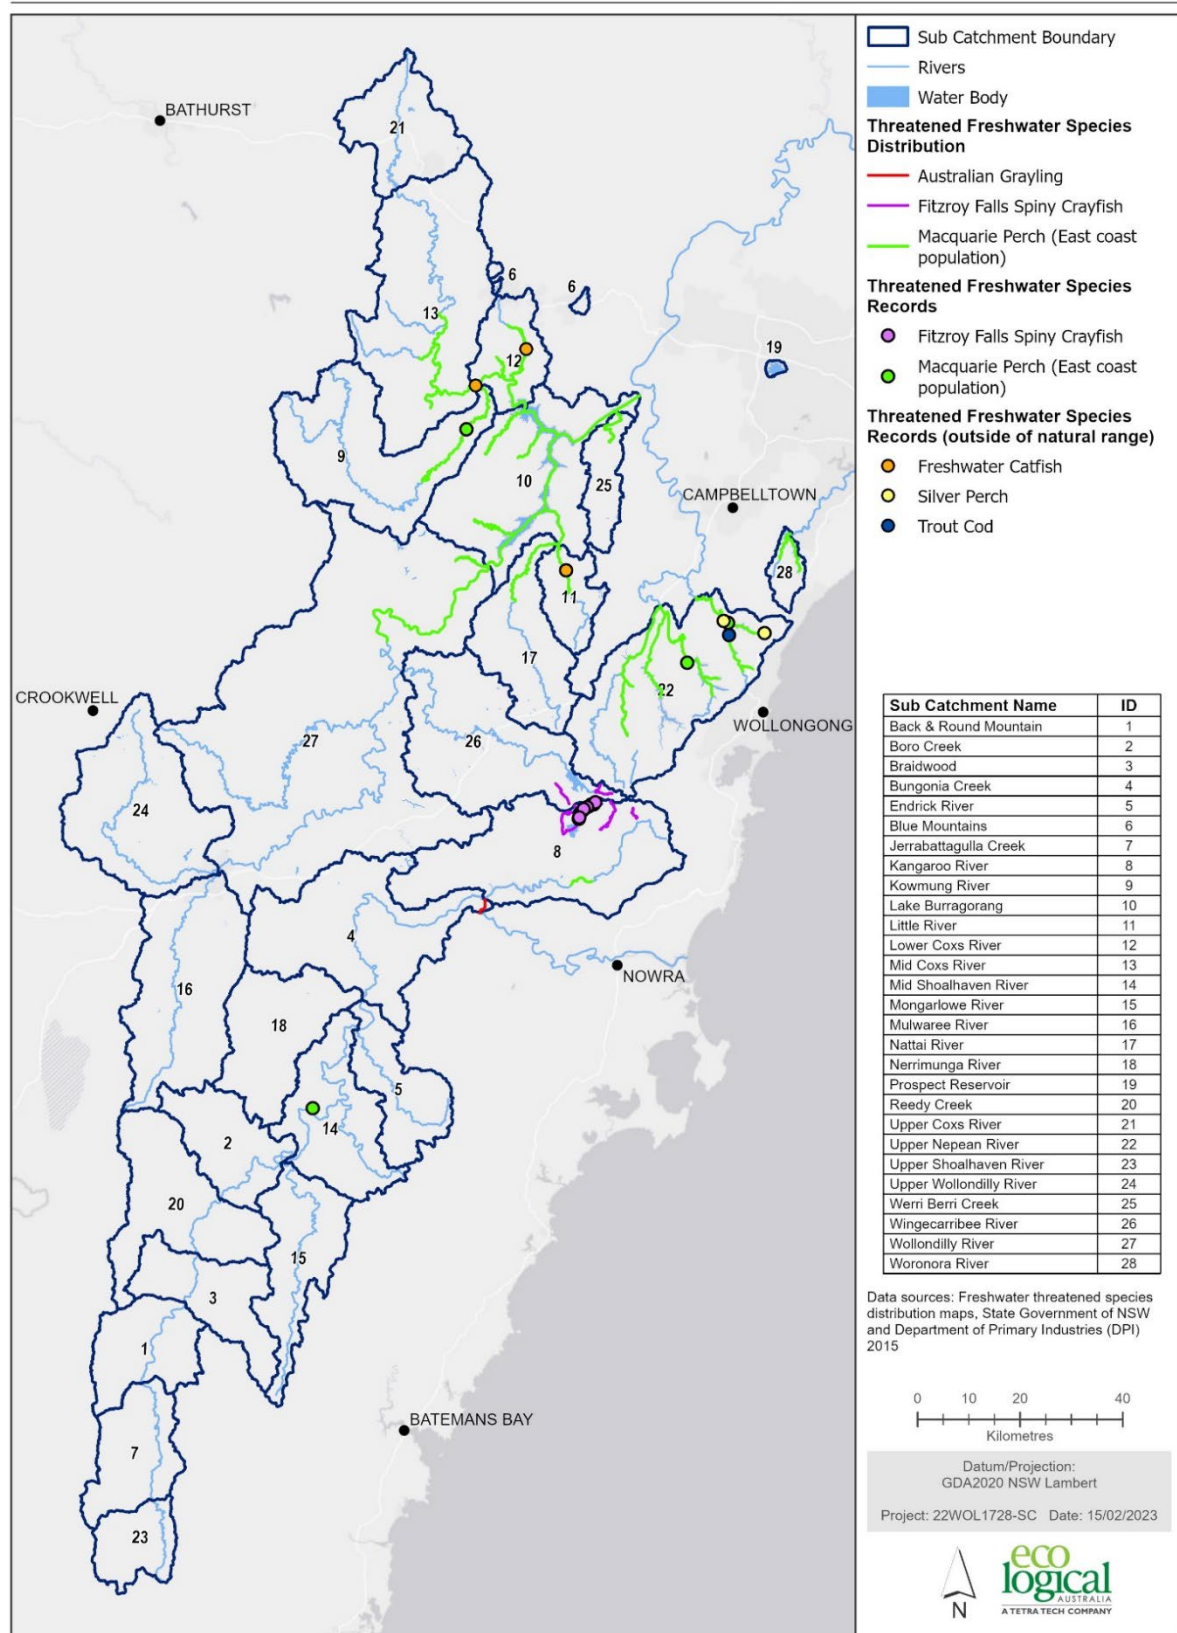 BATHURST
21
6
6
13
19
12
9
10
25
CAMPBELLTOWN
28
11
17
22
CROOKWELL
WOLLONGONG
27
26
24
8
4
NOWRA
16
18
5
14
2
20
15
3
1
BATEMANS BAY
7
23
Sub Catchment Boundary
Rivers
Water Body
Threatened Freshwater Species
Distribution
Australian Grayling
Fitzroy Falls Spiny Crayfish
Macquarie Perch (East coast
population)
Threatened Freshwater Species
Records
Fitzroy Falls Spiny Crayfish
Macquarie Perch (East coast
population)
Threatened Freshwater Species
Records (outside of natural range)
Freshwater Catfish
Silver Perch
Trout Cod
Sub Catchment Name ID
Back & Round Mountain 1
Boro Creek 2
Braidwood 3
Bungonia Creek 4
Endrick River 5
Blue Mountains 6
Jerrabattagulla Creek 7
Kangaroo River 8
Kowmung River 9
Lake Burragorang 10
Little River 11
Lower Coxs River 12
Mid Coxs River 13
Mid Shoalhaven River 14
Mongarlowe River 15
Mulwaree River 16
Nattai River 17
Nerrimunga River 18
Prospect Reservoir 19
Reedy Creek 20
Upper Coxs River 21
Upper Nepean River 22
Upper Shoalhaven River 23
Upper Wollondilly River 24
Werri Berri Creek 25
Wingecarribee River 26
Wollondilly River 27
Woronora River 28
Data sources: Freshwater threatened species
distribution maps, State Government of NSW
and Department of Primary Industries (DPI)
2015
0 10 20 40
Kilometres
Datum/Projection:
GDA2020 NSW Lambert
Project: 22WOL1728-SC Date: 15/02/2023
N
eco
logical
AUSTRALIA
A TETRA TECH COMPANY